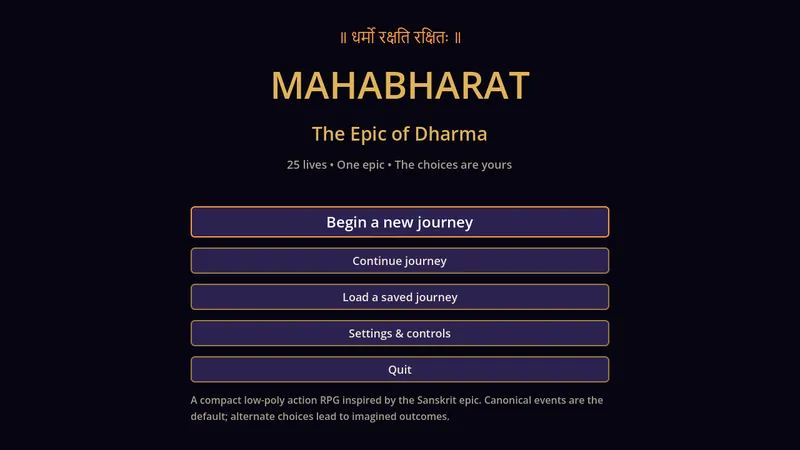 ॥ धर्मो रक्षति रक्षितः ॥
MAHABHARAT
The Epic of Dharma
25 lives • One epic • The choices are yours
Begin a new journey
Continue journey
Load a saved journey
Settings & controls
Quit
A compact low-poly action RPG inspired by the Sanskrit epic. Canonical events are the
default; alternate choices lead to imagined outcomes.